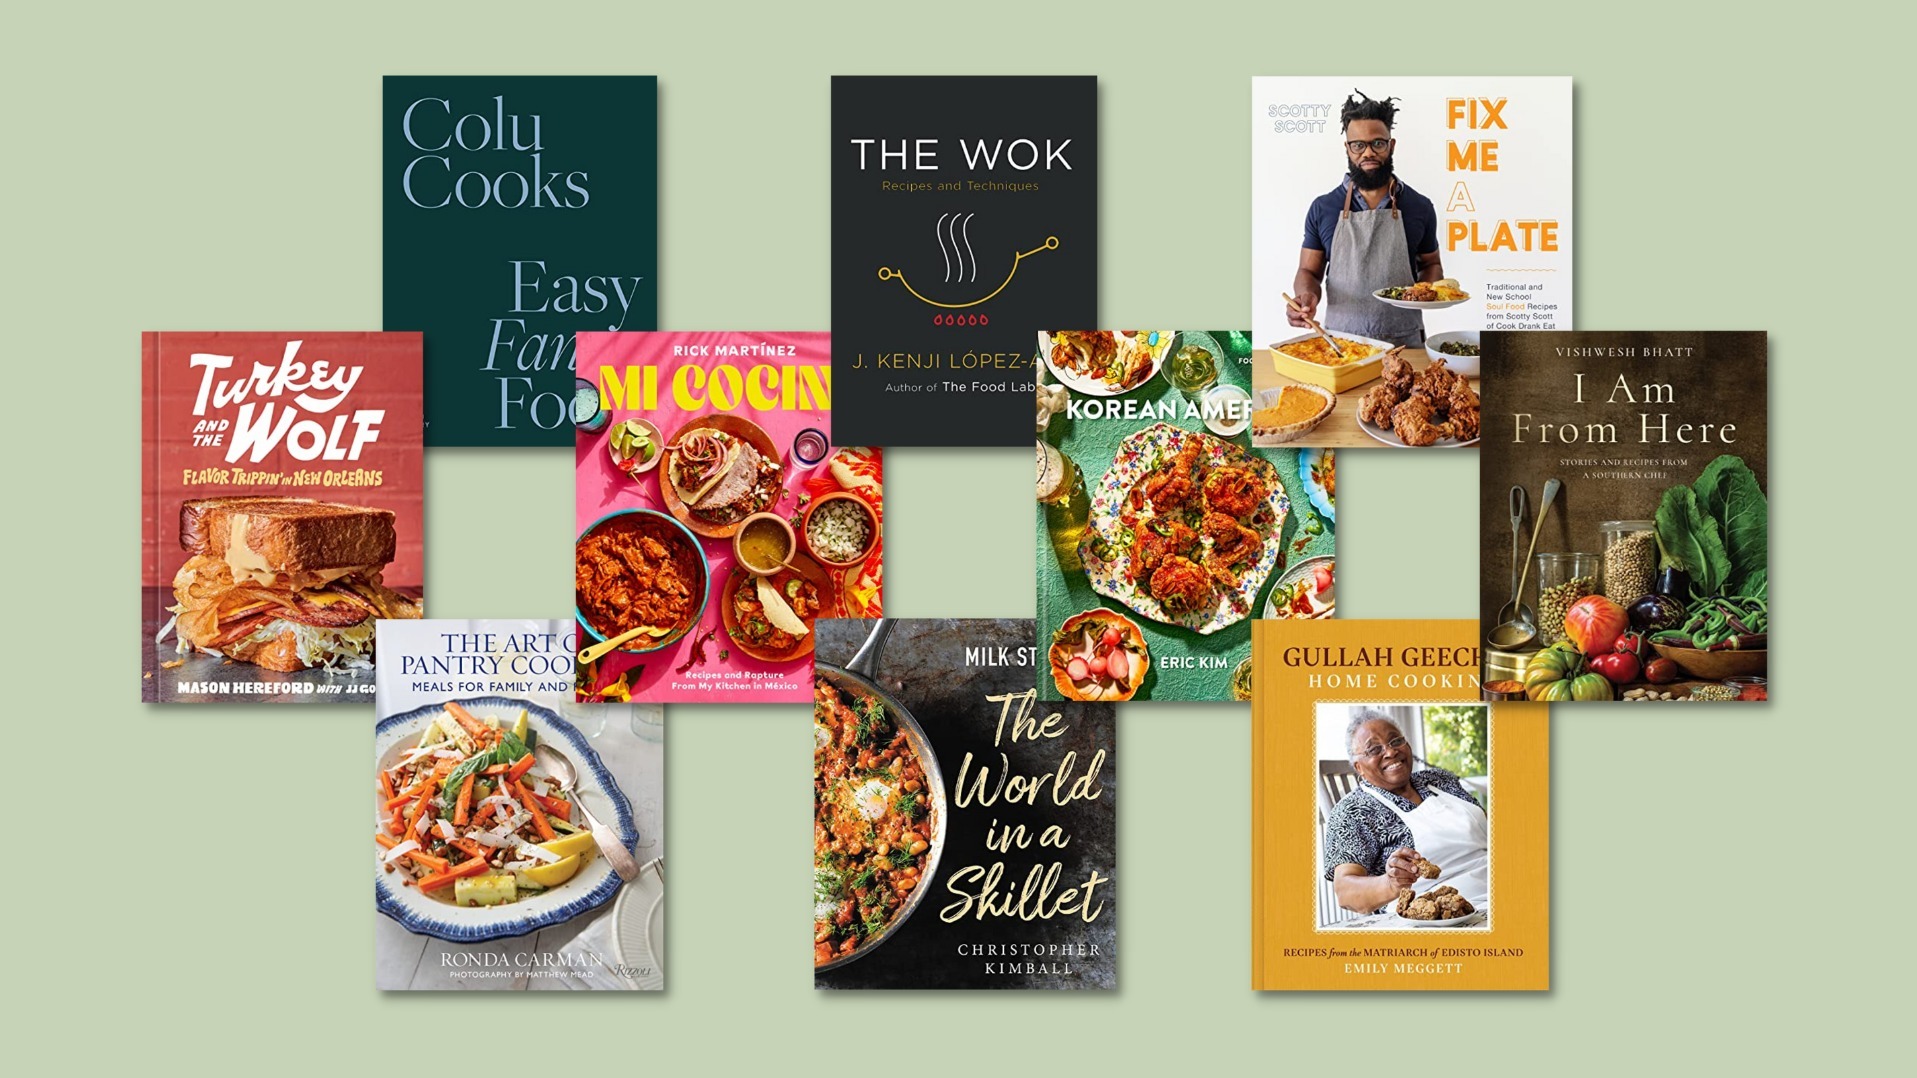 Colu
Cooks
Easy
Fan
Foo
THE WOK
Recipes and Techniques
J. KENJI LÓPEZ-A
Author of The Food Lab
SCOTTY
SCOTT
FIX
ME
A
PLATE
Traditional and
New School
Soul Food Recipes
from Scotty Scott
of Cook Drank Eat
Turkey
AND
THE WOLF
FLAVOR TRIPPIN' IN NEW ORLEANS
MASON HEREFORD WITH JJ GO
RICK MARTÍNEZ
MI COCIN
Recipes and Rapture
From My Kitchen in México
KOREAN AMER
ERIC KIM
VISHWESH BHATT
I Am
From Here
STORIES AND RECIPES FROM
A SOUTHERN CHEF
THE ART O
PANTRY COO
MEALS FOR FAMILY AND
RONDA CARMAN
PHOTOGRAPHY BY MATTHEW MEAD
Rizzoli
MILK ST
The
World
in a
Skillet
CHRISTOPHER
KIMBALL
GULLAH GEECH
HOME COOKIN
RECIPES from the MATRIARCH of EDISTO ISLAND
EMILY MEGGETT